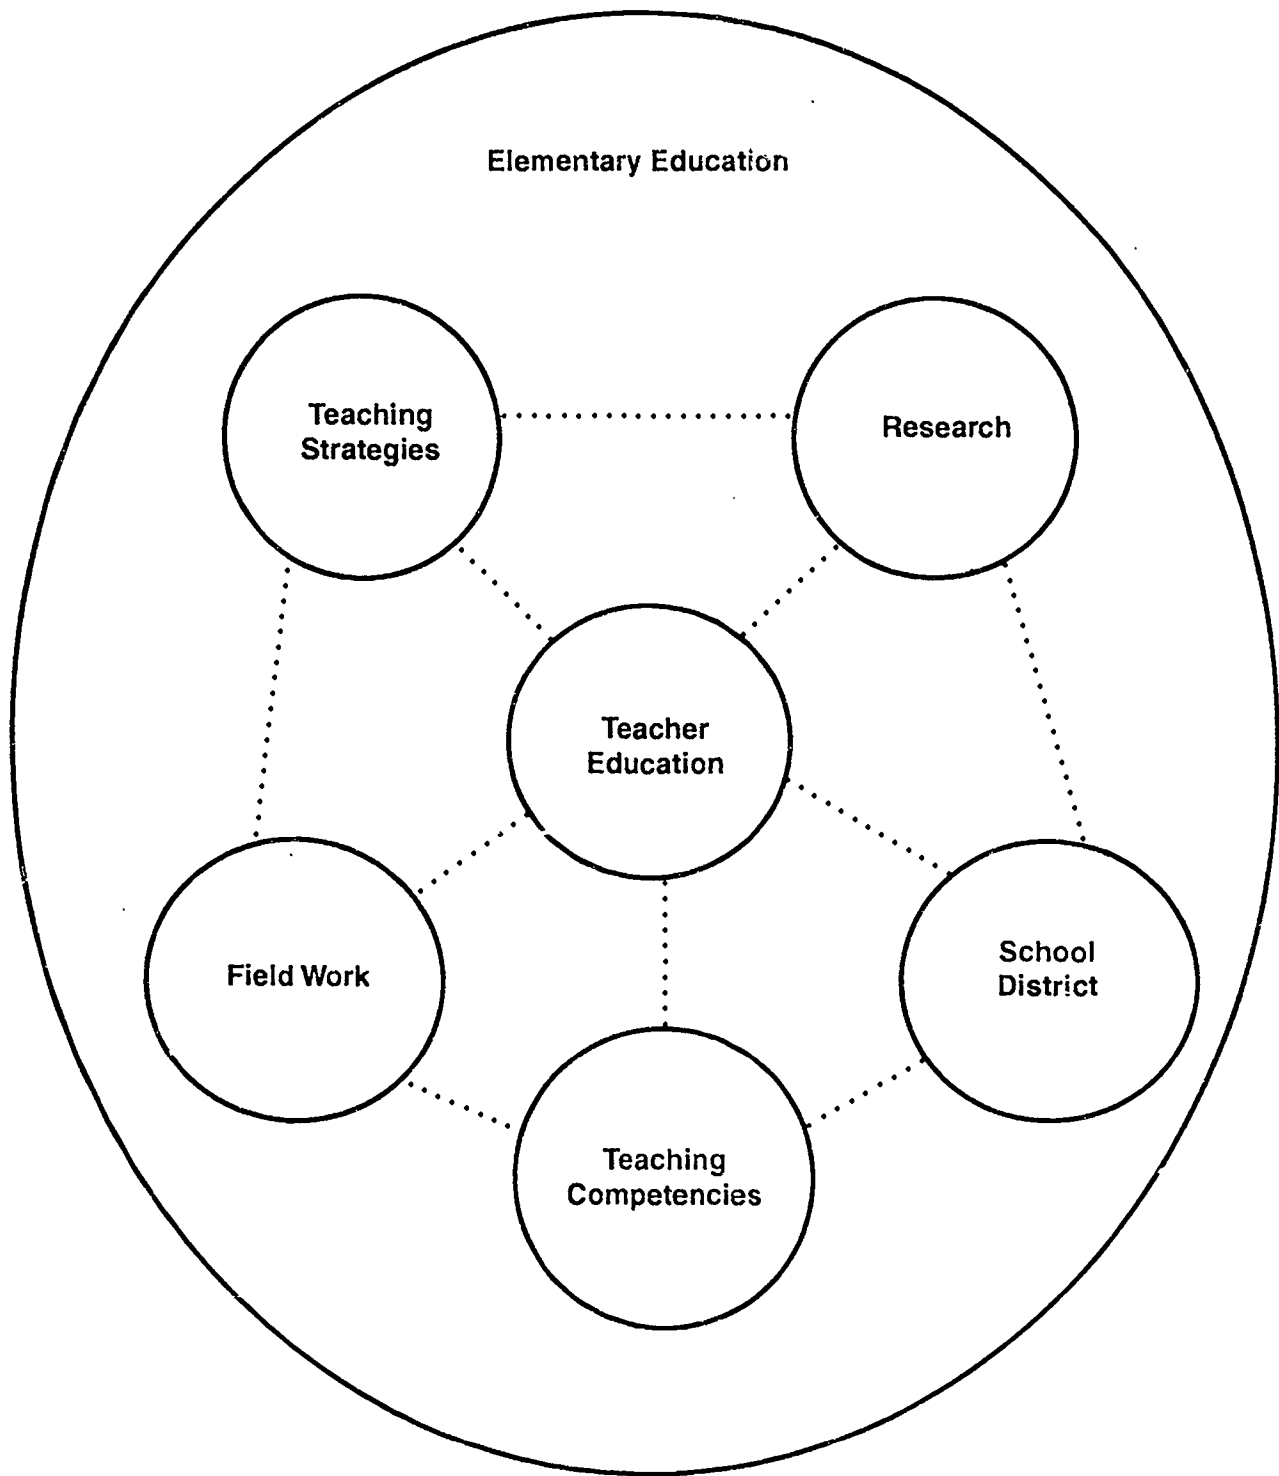 Elementary Education
Teaching
Strategies
Research
Teacher
Education
Field Work
School
District
Teaching
Competencies